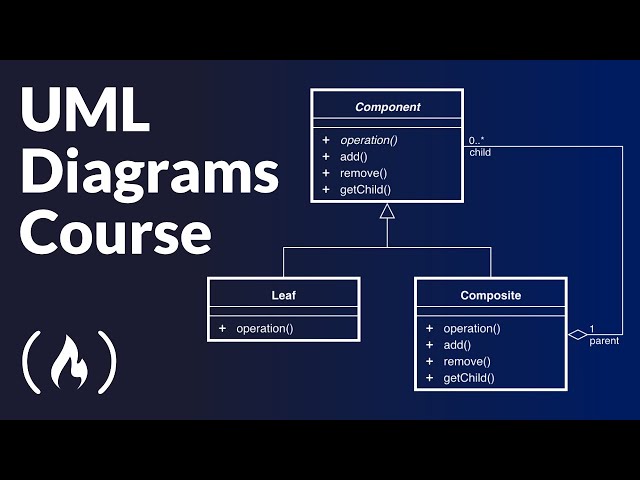 UML
Diagrams
Course
Component
+ operation()
+ add()
+ remove()
+ getChild()
0..*
child
Leaf
+ operation()
Composite
+ operation()
+ add()
+ remove()
+ getChild()
1
parent